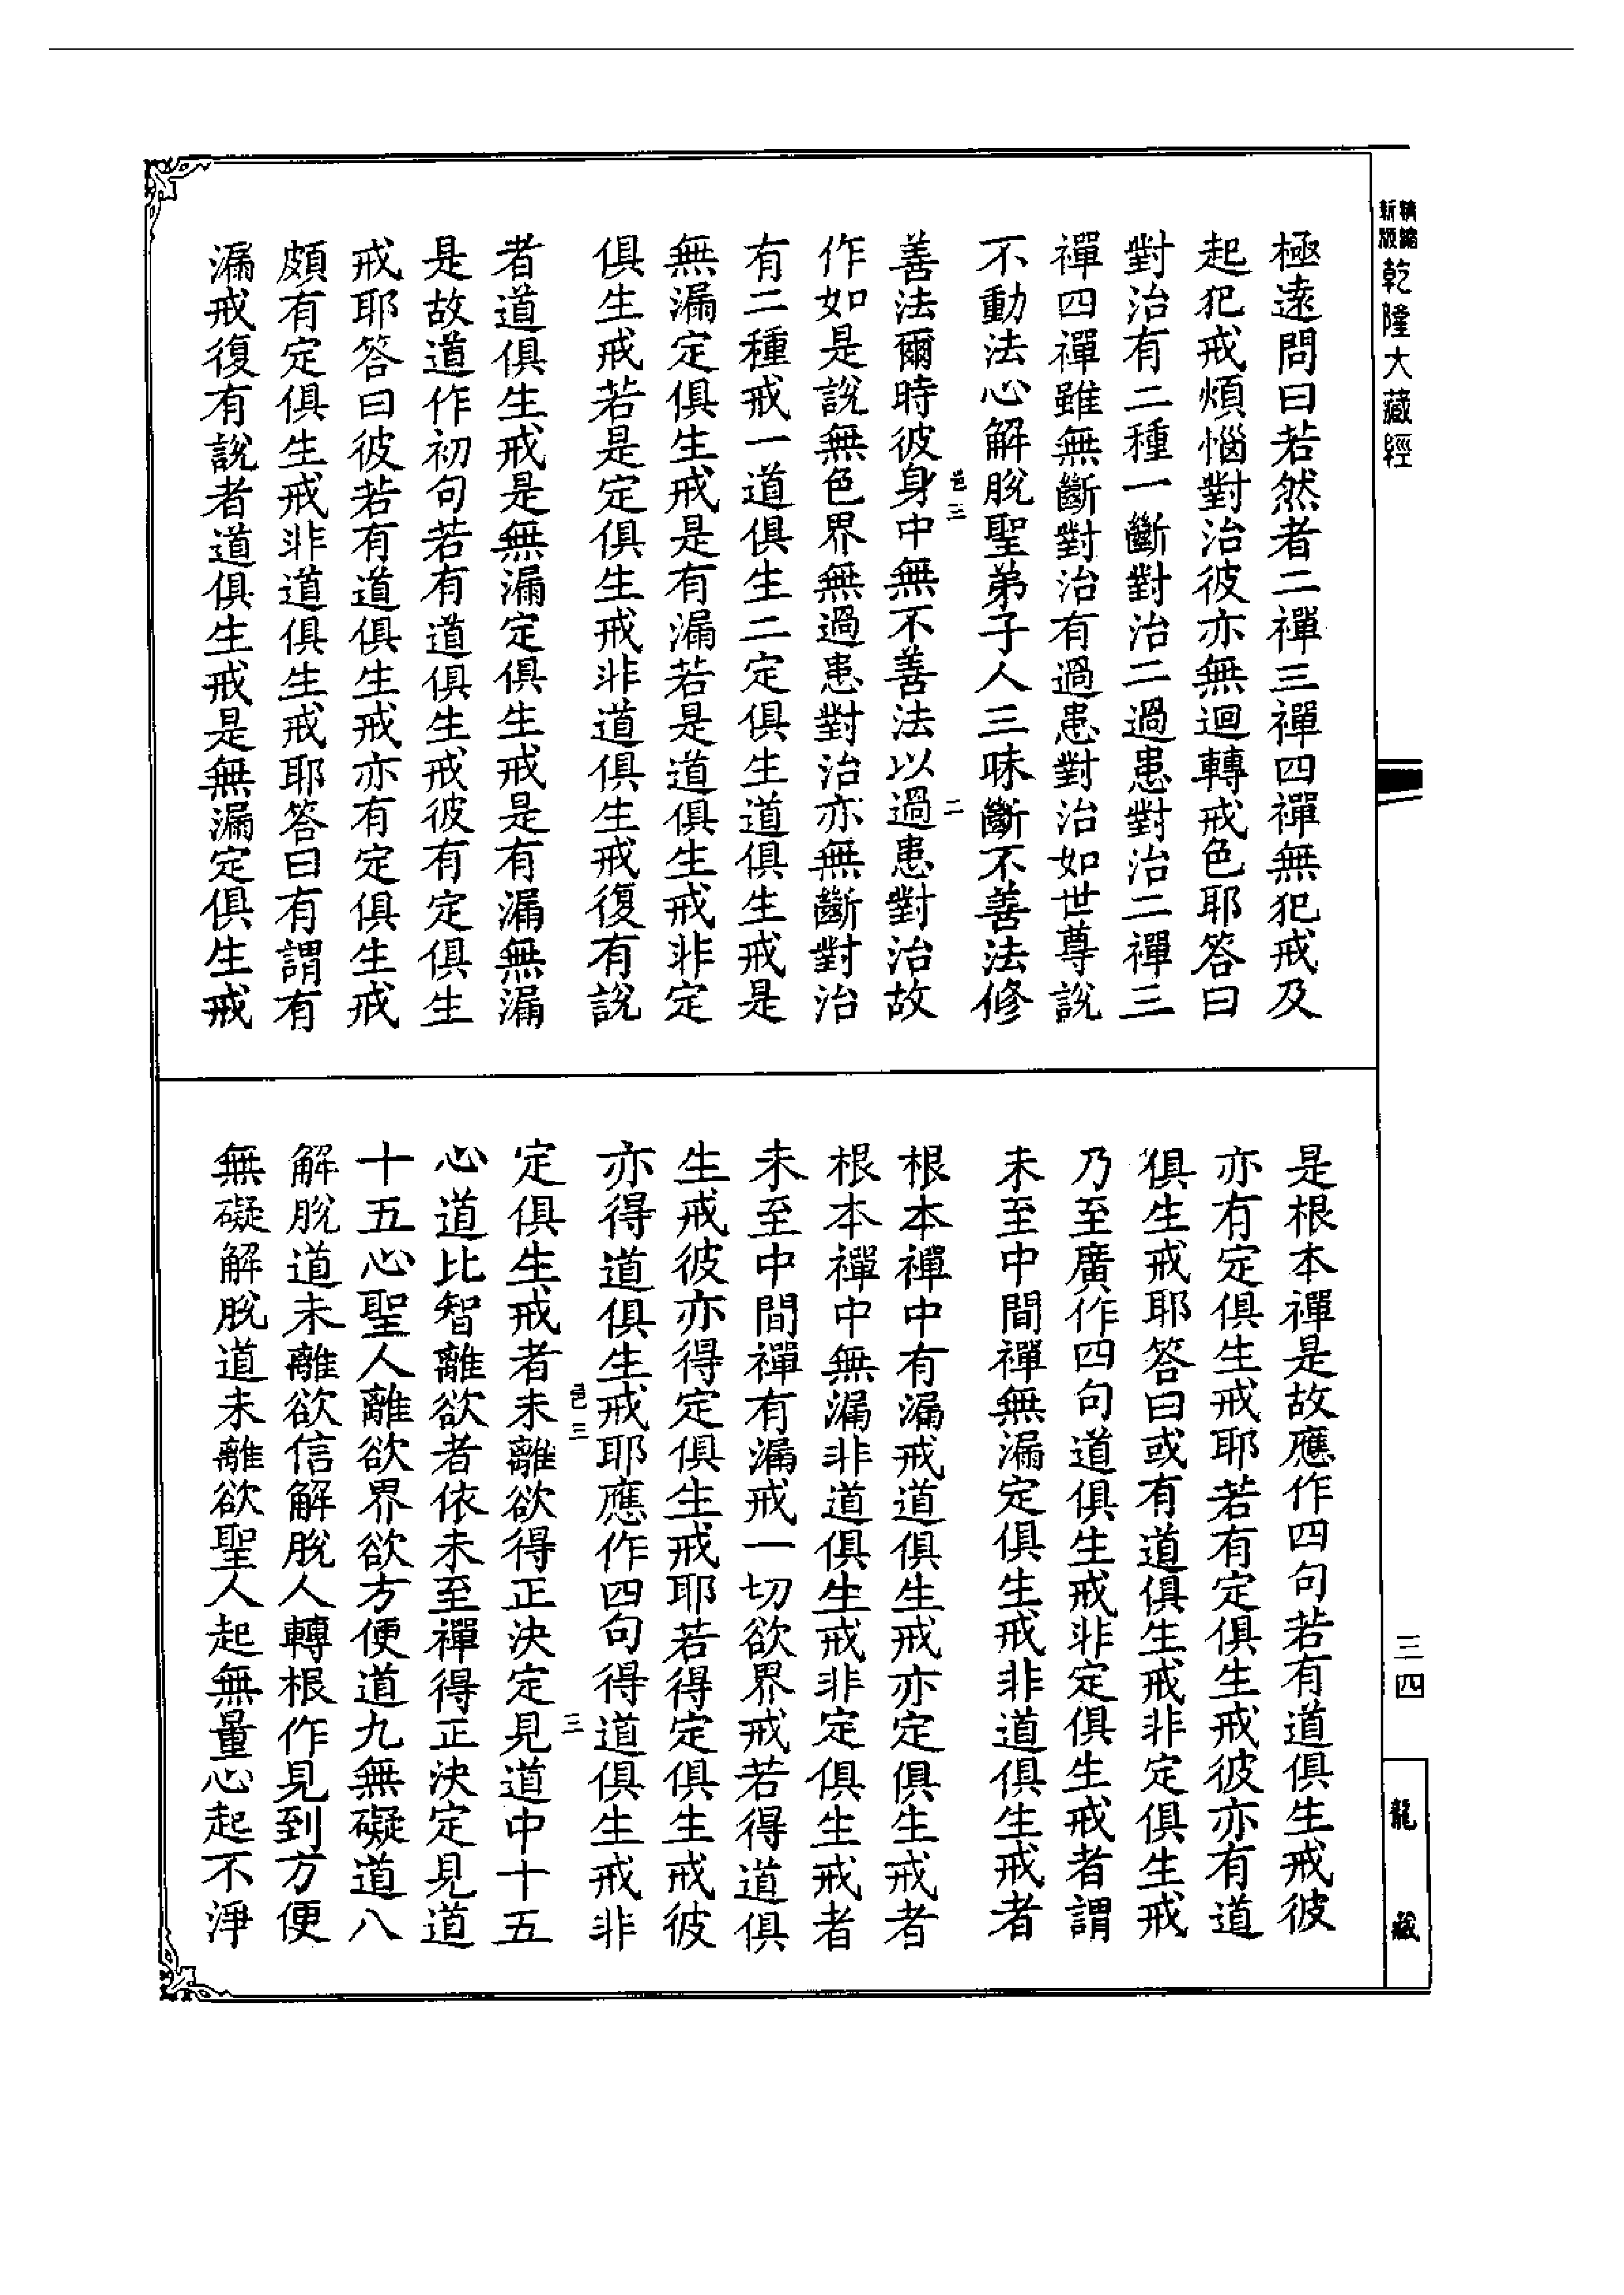 精縮
新版
乾隆大藏經
三四
龍藏
極遠問曰若然者二禪三禪四禪無犯戒及
起犯戒煩惱對治彼亦無迴轉戒色耶答曰
對治有二種一斷對治二過患對治二禪三
禪四禪雖無斷對治有過患對治如世尊說
不動法心解脫聖弟子人三昧斷不善法修
邑三
二
善法爾時彼身中無不善法以過患對治故
作如是說無色界無過患對治亦無斷對治
有二種戒一道俱生二定俱生道俱生戒是
無漏定俱生戒是有漏若是道俱生戒非定
俱生戒若是定俱生戒非道俱生戒復有說
者道俱生戒是無漏定俱生戒是有漏無漏
是故道作初句若有道俱生戒彼有定俱生
戒耶答曰彼若有道俱生戒亦有定俱生戒
頗有定俱生戒非道俱生戒耶答曰有謂有
漏戒復有說者道俱生戒是無漏定俱生戒
是根本禪是故應作四句若有道俱生戒彼
亦有定俱生戒耶若有定俱生戒彼亦有道
俱生戒耶答曰或有道俱生戒非定俱生戒
乃至廣作四句道俱生戒非定俱生戒者謂
未至中間禪無漏定俱生戒非道俱生戒者
根本禪中有漏戒道俱生戒亦定俱生戒者
根本禪中無漏非道俱生戒非定俱生戒者
未至中間禪有漏戒一切欲界戒若得道俱
生戒彼亦得定俱生戒耶若得定俱生戒彼
亦得道俱生戒耶應作四句得道俱生戒非
邑三
三
定俱生戒者未離欲得正決定見道中十五
心道比智離欲者依未至禪得正決定見道
十五心聖人離欲界欲方便道九無礙道八
解脫道未離欲信解脫人轉根作見到方便
無礙解脫道未離欲聖人起無量心起不淨